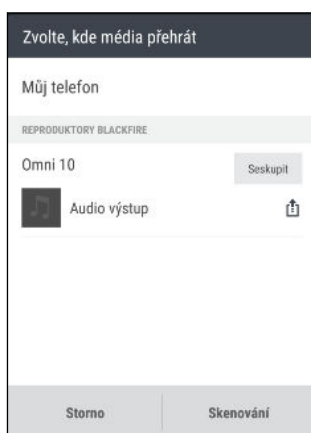 Zvolte, kde média přehrát
Můj telefon
REPRODUKTORY BLACKFIRE
Omni 10
Seskupit
Audio výstup
Storno
Skenování